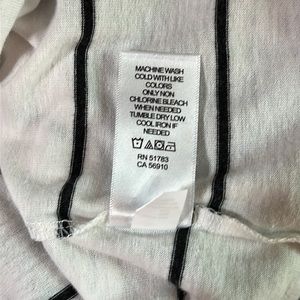 MACHINE WASH
COLD WITH LIKE
COLORS
ONLY NON
CHLORINE BLEACH
WHEN NEEDED
TUMBLE DRY LOW
COOL IRON IF
NEEDED
RN 51783
CA 56910